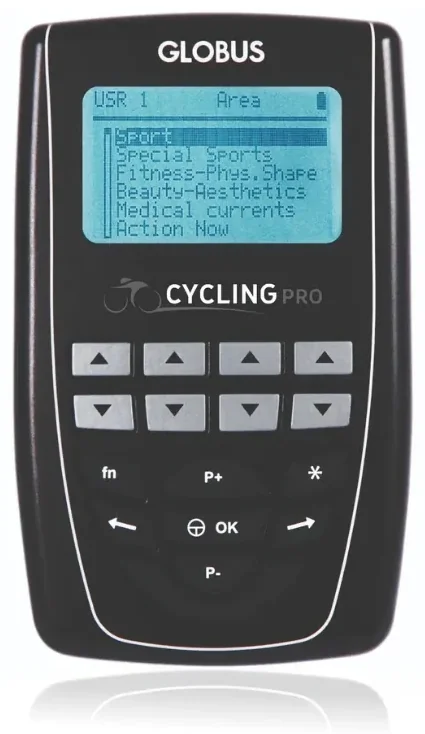 GLOBUS
USR 1 Area
Sport
Special Sports
Fitness-Phys.Shape
Beauty-Aesthetics
Medical currents
Action Now
CYCLING PRO
fn P+ *
OK
P-